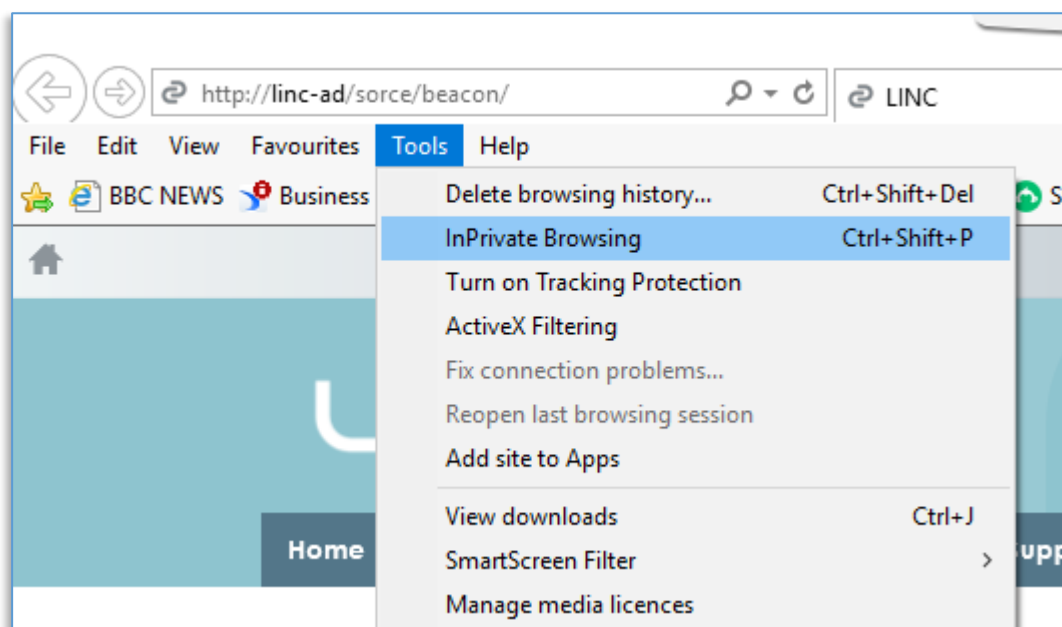 http://linc-ad/sorce/beacon/ LINC
File Edit View Favourites Tools Help
BBC NEWS Business
Delete browsing history... Ctrl+Shift+Del
InPrivate Browsing Ctrl+Shift+P
Turn on Tracking Protection
ActiveX Filtering
Fix connection problems...
Reopen last browsing session
Add site to Apps
View downloads Ctrl+J
Home
SmartScreen Filter
Manage media licences